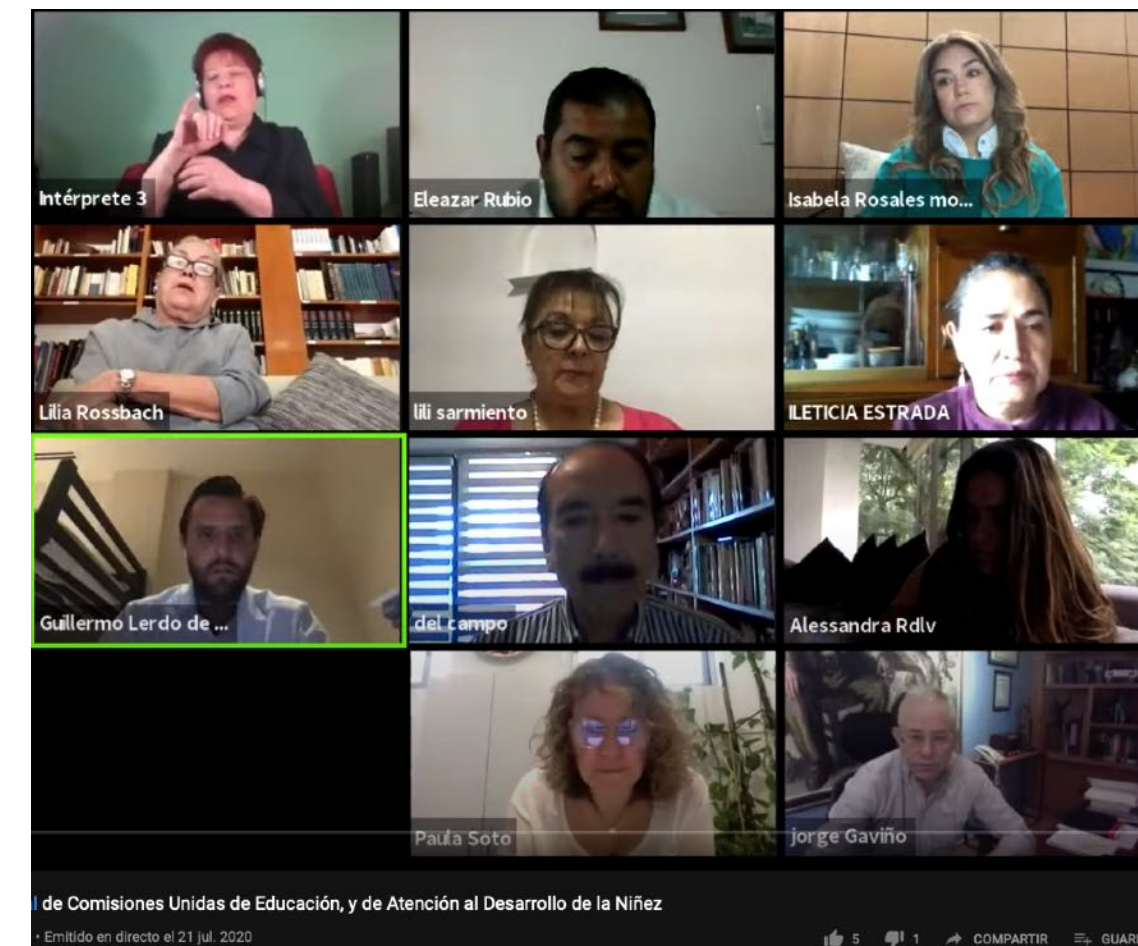 Intérprete 3
Eleazar Rubio
Isabela Rosales mo...
Lilia Rossbach
lili sarmiento
ILETICIA ESTRADA
Guillermo Lerdo de ...
del campo
Alessandra Rdlv
Paula Soto
jorge Gaviño
l de Comisiones Unidas de Educación, y de Atención al Desarrollo de la Niñez
• Emitido en directo el 21 jul. 2020
5 1 COMPARTIR GUAR